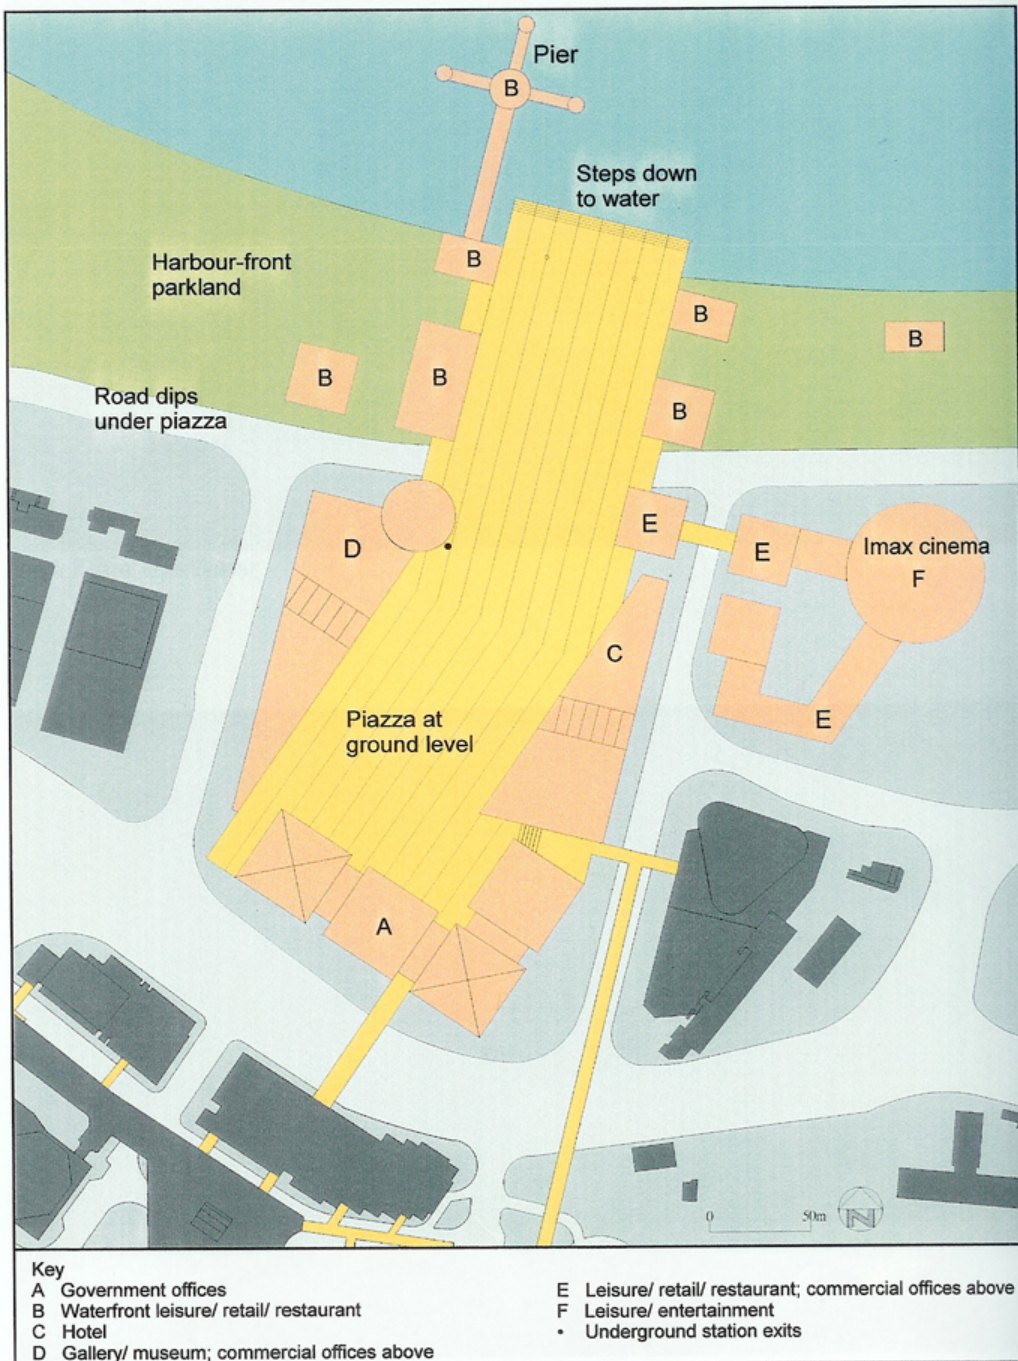 Pier
B
Steps down
to water
B
Harbour-front
parkland
B
B
B
B
Road dips
under piazza
B
E
D
E
Imax cinema
F
C
Piazza at
ground level
E
A
0 50m
N
Key
A Government offices
B Waterfront leisure/ retail/ restaurant
C Hotel
D Gallery/ museum; commercial offices above
E Leisure/ retail/ restaurant; commercial offices above
F Leisure/ entertainment
• Underground station exits